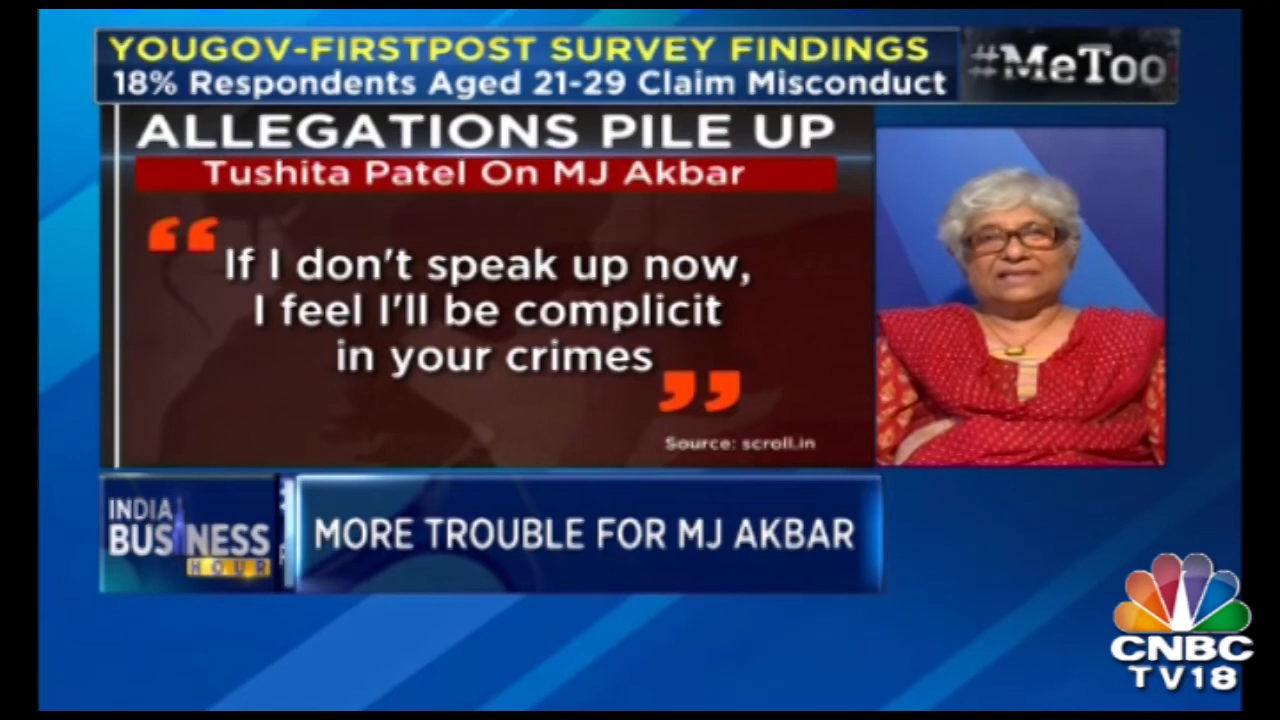 YOUGOV-FIRSTPOST SURVEY FINDINGS
18% Respondents Aged 21-29 Claim Misconduct
#MeToo
ALLEGATIONS PILE UP
Tushita Patel On MJ Akbar
“If I don't speak up now,
I feel I'll be complicit
in your crimes”
Source: scroll.in
INDIA
BUSINESS
HOUR
MORE TROUBLE FOR MJ AKBAR
CNBC
TV18